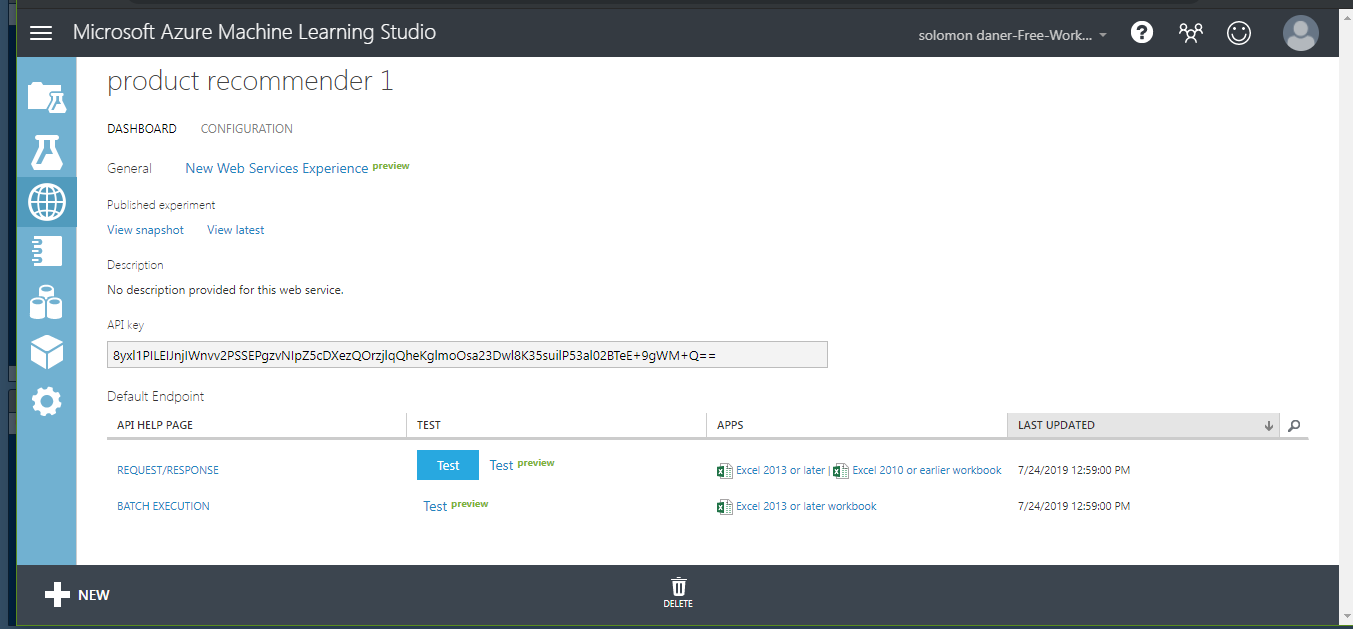 Microsoft Azure Machine Learning Studio
solomon daner-Free-Work...
?
product recommender 1
DASHBOARD CONFIGURATION
General New Web Services Experience preview
Published experiment
View snapshot View latest
Description
No description provided for this web service.
API key
8yxl1PILEIJnjIWnvv2PSSEPgzvNIpZ5cDXezQOrzjlqQheKglmoOsa23Dwl8K35suilP53al02BTeE+9gWM+Q==
Default Endpoint
API HELP PAGE TEST APPS LAST UPDATED
REQUEST/RESPONSE Test Test preview Excel 2013 or later | Excel 2010 or earlier workbook 7/24/2019 12:59:00 PM
BATCH EXECUTION Test preview Excel 2013 or later workbook 7/24/2019 12:59:00 PM
NEW
DELETE